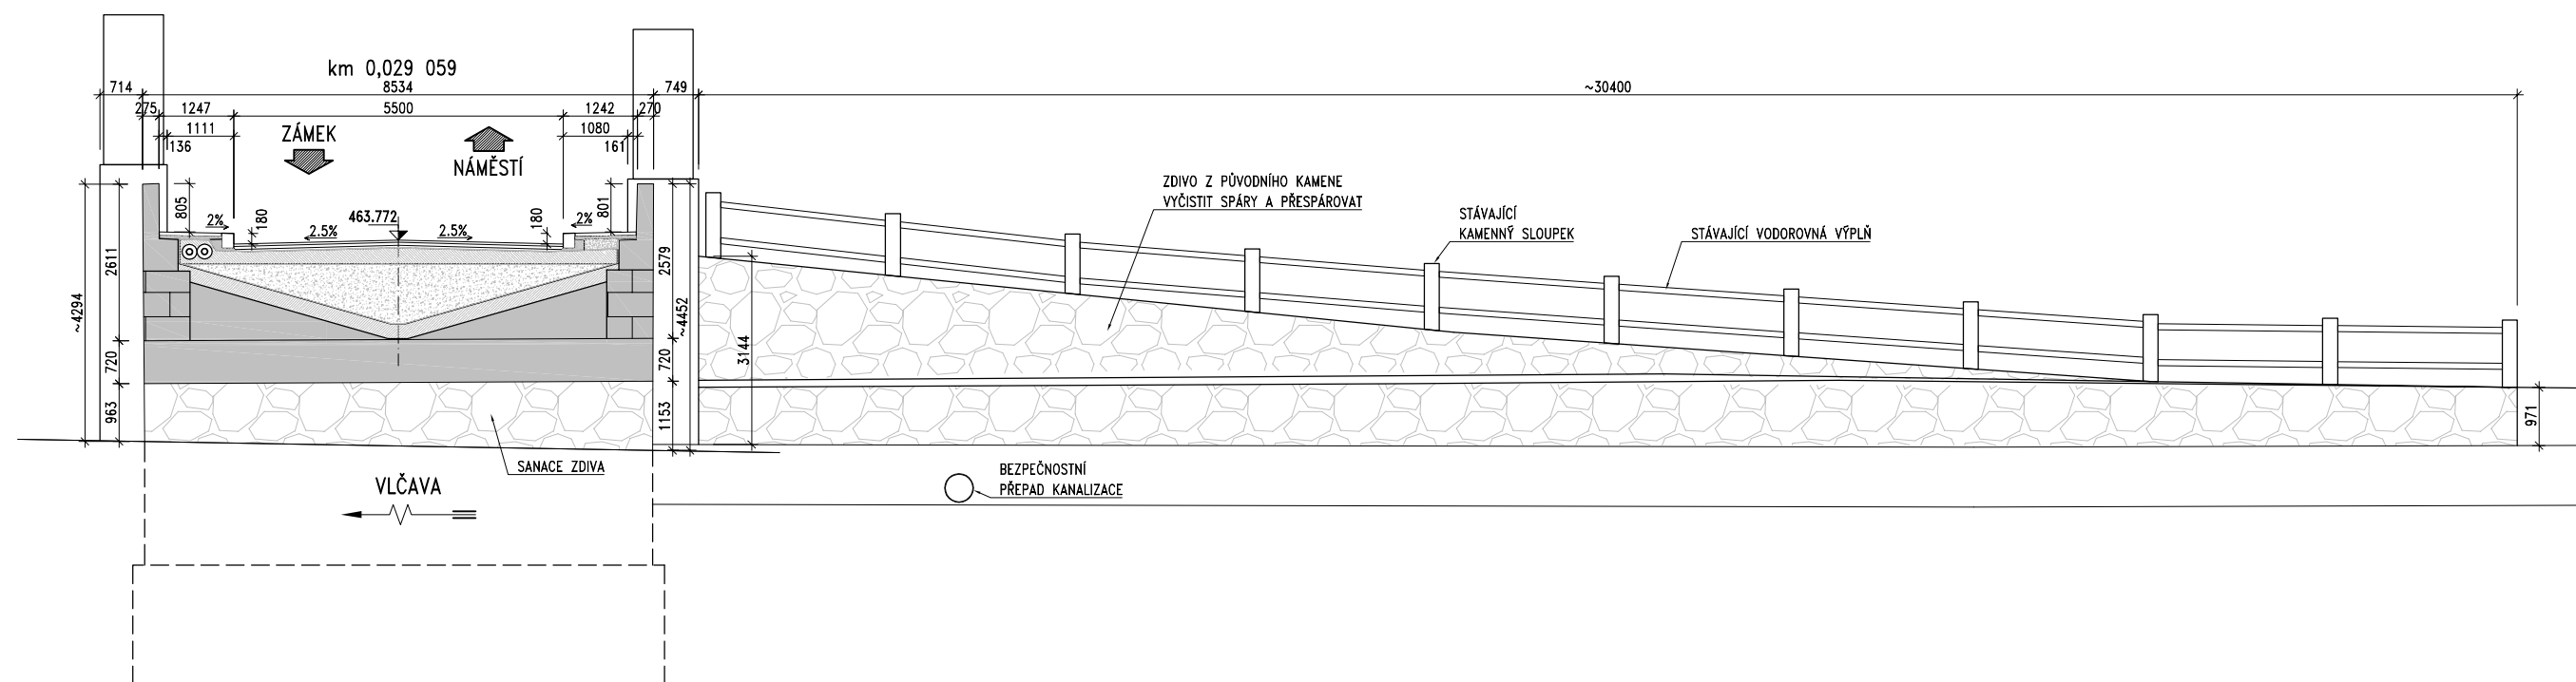 km 0,029 059
714
8534
749
~30400
275
1247
5500
1242
270
1111
1080
136
161
ZÁMEK
NÁMĚSTÍ
805
2%
180
2.5%
463.772
2.5%
180
2%
801
~4294
2611
720
963
2579
~4452
720
1153
3144
971
ZDIVO Z PŮVODNÍHO KAMENE
VYČISTIT SPÁRY A PŘESPÁROVAT
STÁVAJÍCÍ
KAMENNÝ SLOUPEK
STÁVAJÍCÍ VODOROVNÁ VÝPLŇ
SANACE ZDIVA
VLČAVA
BEZPEČNOSTNÍ
PŘEPAD KANALIZACE